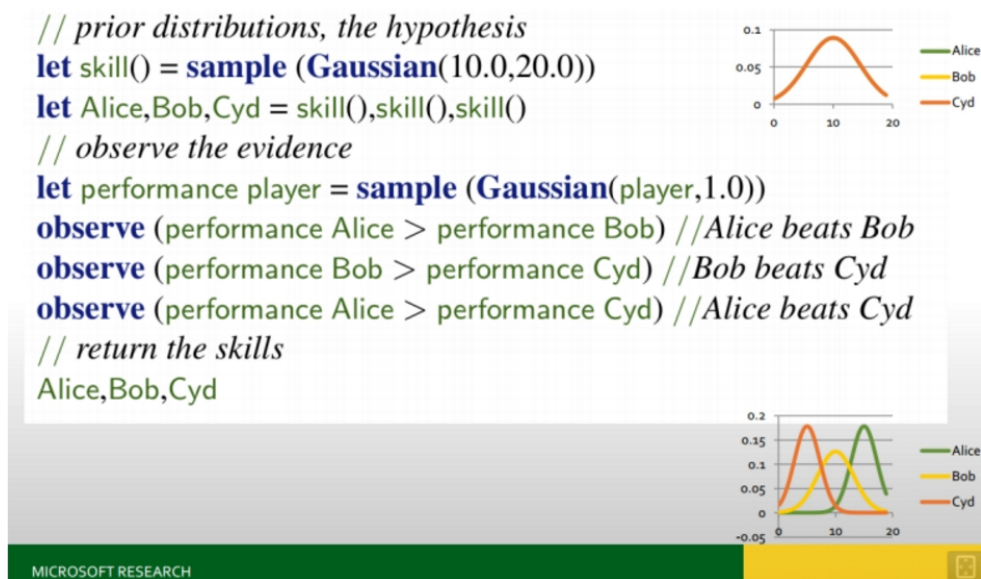 // prior distributions, the hypothesis
let skill() = sample (Gaussian(10.0,20.0))
let Alice,Bob,Cyd = skill(),skill(),skill()
// observe the evidence
let performance player = sample (Gaussian(player,1.0))
observe (performance Alice > performance Bob) //Alice beats Bob
observe (performance Bob > performance Cyd) //Bob beats Cyd
observe (performance Alice > performance Cyd) //Alice beats Cyd
// return the skills
Alice,Bob,Cyd
0.1
0.05
0
0 10 20
Alice
Bob
Cyd
0.2
0.15
0.1
0.05
0
-0.05
0 10 20
Alice
Bob
Cyd
MICROSOFT RESEARCH